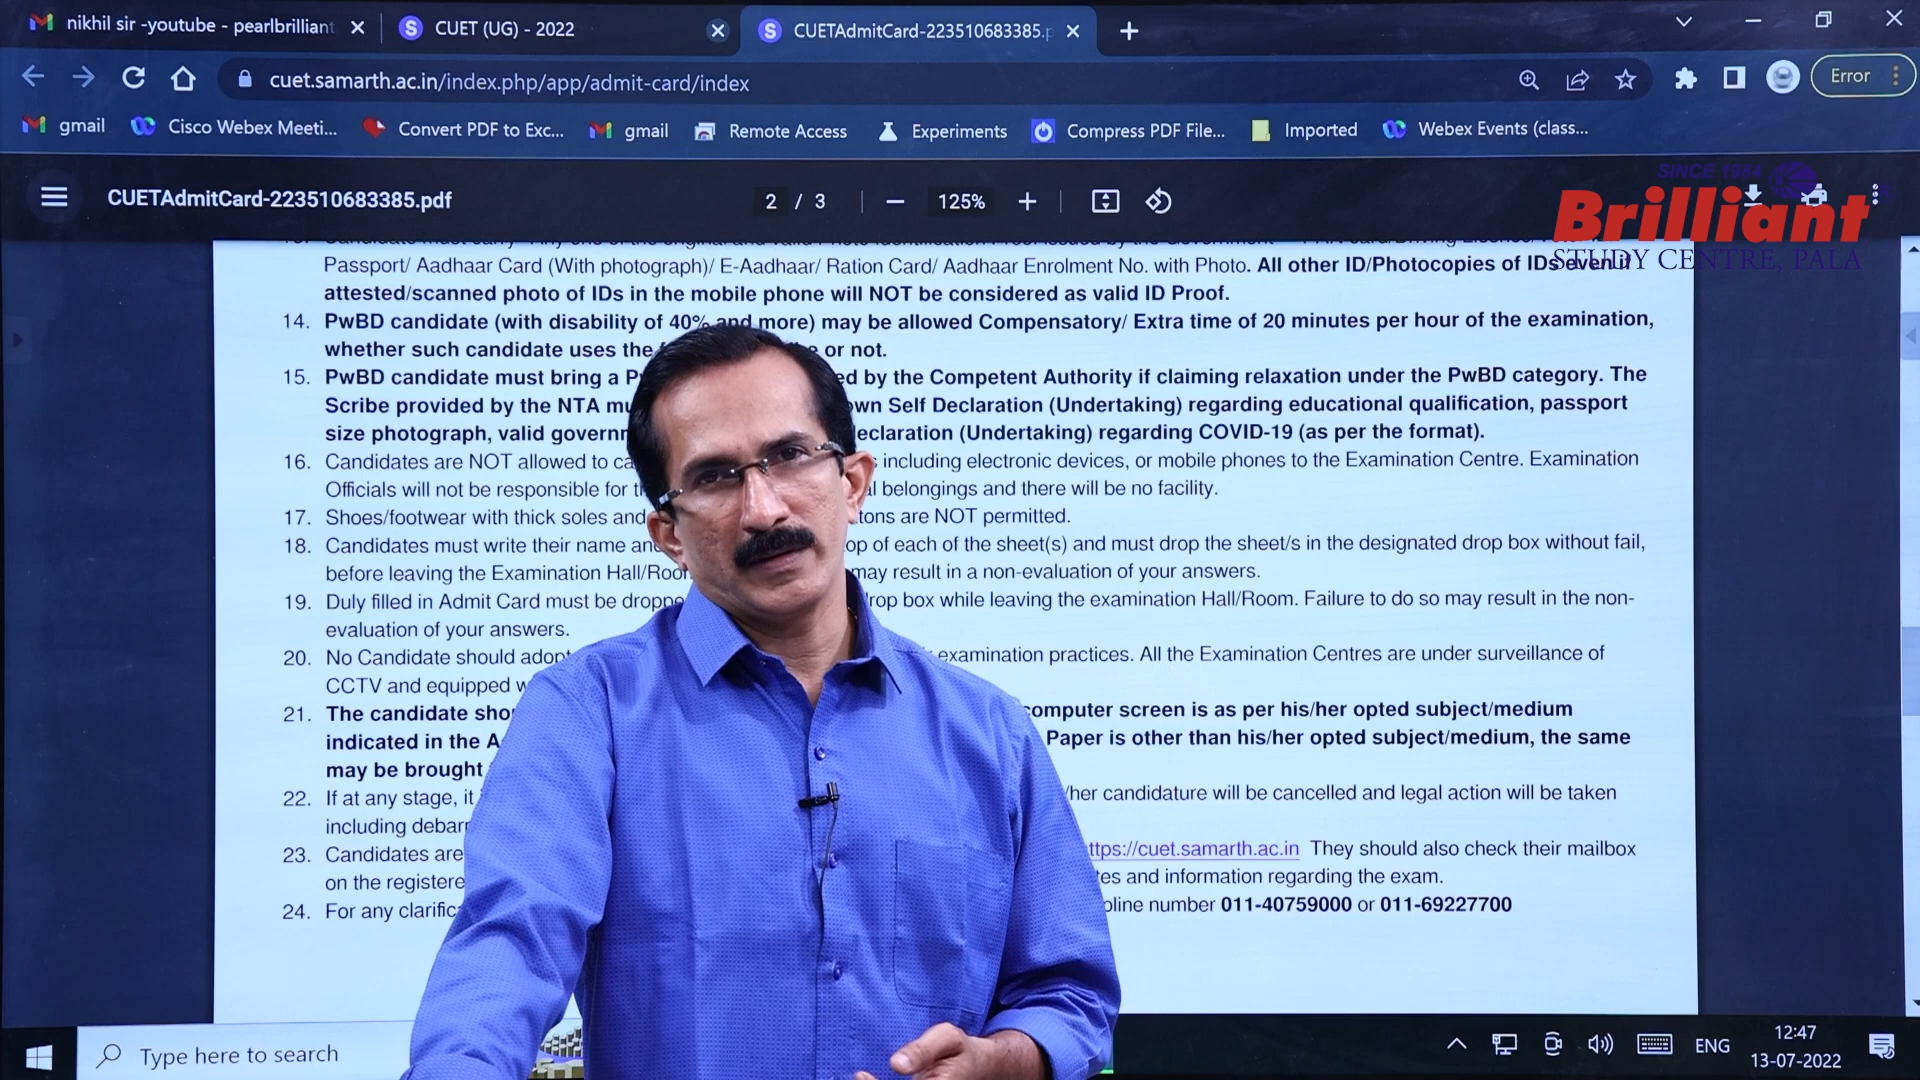 nikhil sir -youtube - pearlbrilliant
CUET (UG) - 2022
CUETAdmitCard-223510683385.p
cuet.samarth.ac.in/index.php/app/admit-card/index
Error
gmail
Cisco Webex Meeti...
Convert PDF to Exc...
gmail
Remote Access
Experiments
Compress PDF File...
Imported
Webex Events (class...
CUETAdmitCard-223510683385.pdf
2 / 3
125%
SINCE 1984
Brilliant
STUDY CENTRE, PALA
Passport/ Aadhaar Card (With photograph)/ E-Aadhaar/ Ration Card/ Aadhaar Enrolment No. with Photo. All other ID/Photocopies of IDs even if
attested/scanned photo of IDs in the mobile phone will NOT be considered as valid ID Proof.
14. PwBD candidate (with disability of 40% and more) may be allowed Compensatory/ Extra time of 20 minutes per hour of the examination,
whether such candidate uses the or not.
15. PwBD candidate must bring a by the Competent Authority if claiming relaxation under the PwBD category. The
Scribe provided by the NTA own Self Declaration (Undertaking) regarding educational qualification, passport
size photograph, valid eclaration (Undertaking) regarding COVID-19 (as per the format).
16. Candidates are NOT allowed to including electronic devices, or mobile phones to the Examination Centre. Examination
Officials will not be responsible for belongings and there will be no facility.
17. Shoes/footwear with thick soles and tons are NOT permitted.
18. Candidates must write their name of each of the sheet(s) and must drop the sheet/s in the designated drop box without fail,
before leaving the Examination may result in a non-evaluation of your answers.
19. Duly filled in Admit Card must be drop box while leaving the examination Hall/Room. Failure to do so may result in the non-
evaluation of your answers.
20. No Candidate should adopt examination practices. All the Examination Centres are under surveillance of
CCTV and equipped
21. The candidate computer screen is as per his/her opted subject/medium
indicated in the Paper is other than his/her opted subject/medium, the same
may be brought
22. If at any stage, it /her candidature will be cancelled and legal action will be taken
including
23. Candidates are ttps://cuet.samarth.ac.in They should also check their mailbox
on the and information regarding the exam.
24. For any pline number 011-40759000 or 011-69227700
Type here to search
ENG
12:47
13-07-2022